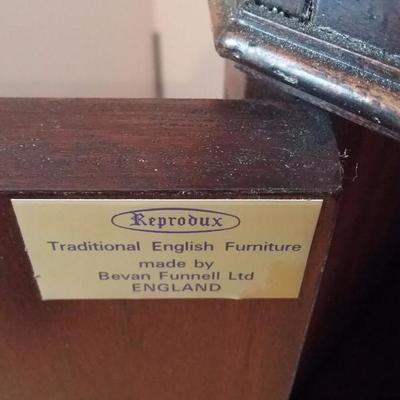 Reprodux
Traditional English Furniture
made by
Bevan Funnell Ltd
ENGLAND